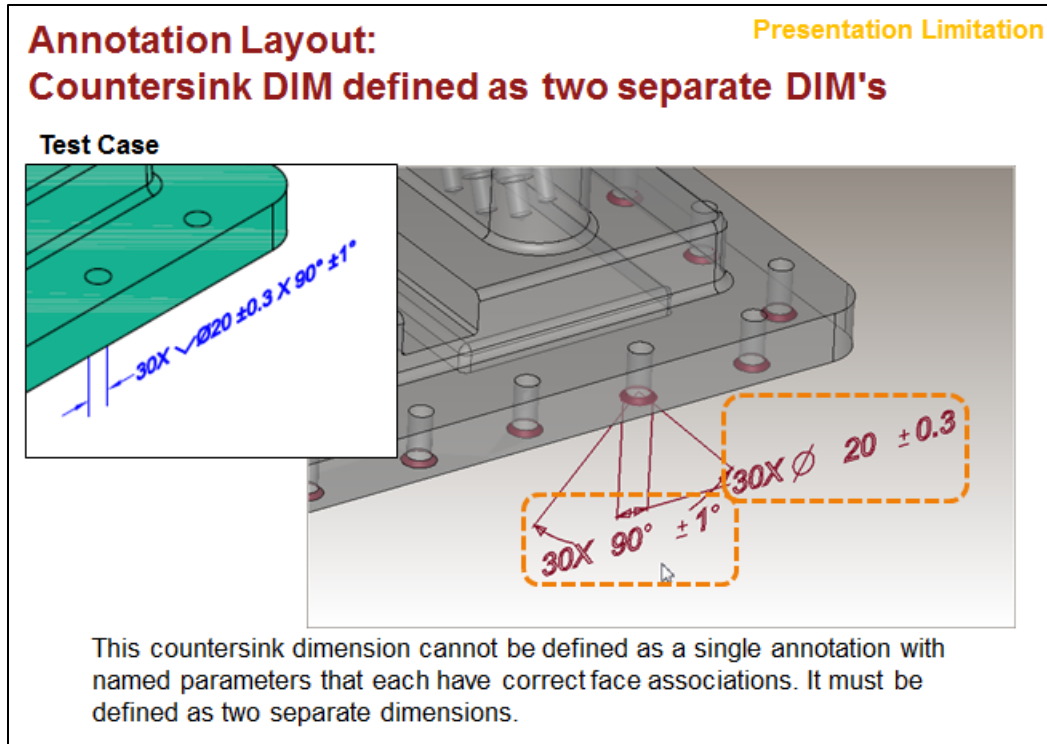 Presentation Limitation
Annotation Layout:
Countersink DIM defined as two separate DIM's
Test Case
30X ⌵Ø20 ±0.3 X 90° ±1°
30X Ø 20 ±0.3
30X 90° ±1°
This countersink dimension cannot be defined as a single annotation with
named parameters that each have correct face associations. It must be
defined as two separate dimensions.